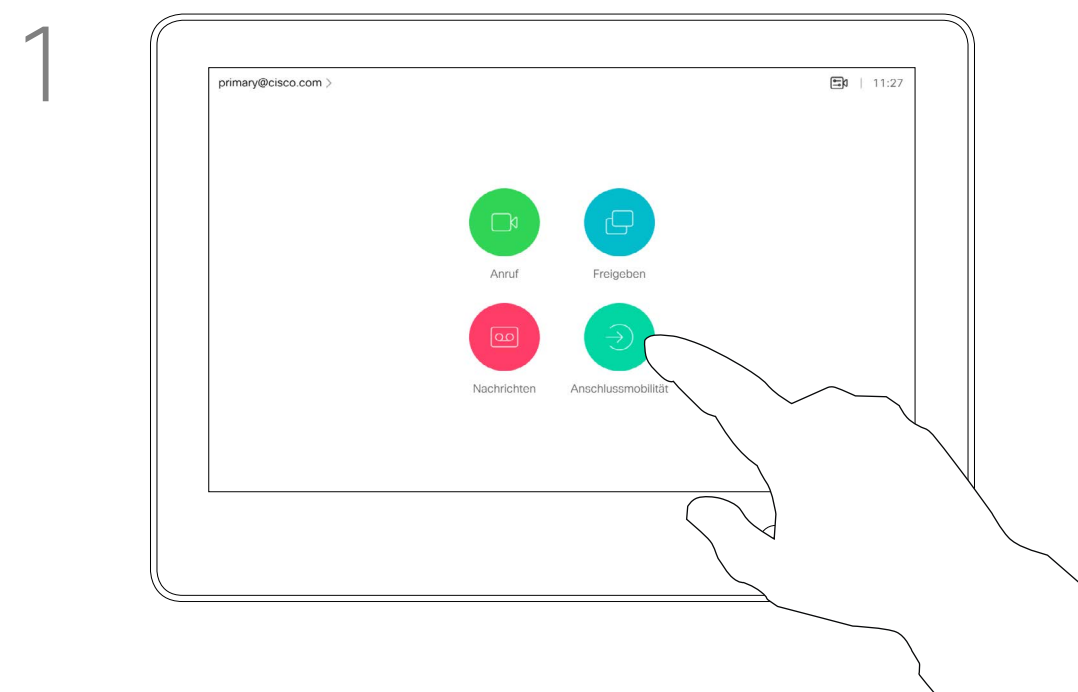 1
primary@cisco.com >
11:27
Anruf
Freigeben
Nachrichten
Anschlussmobilität